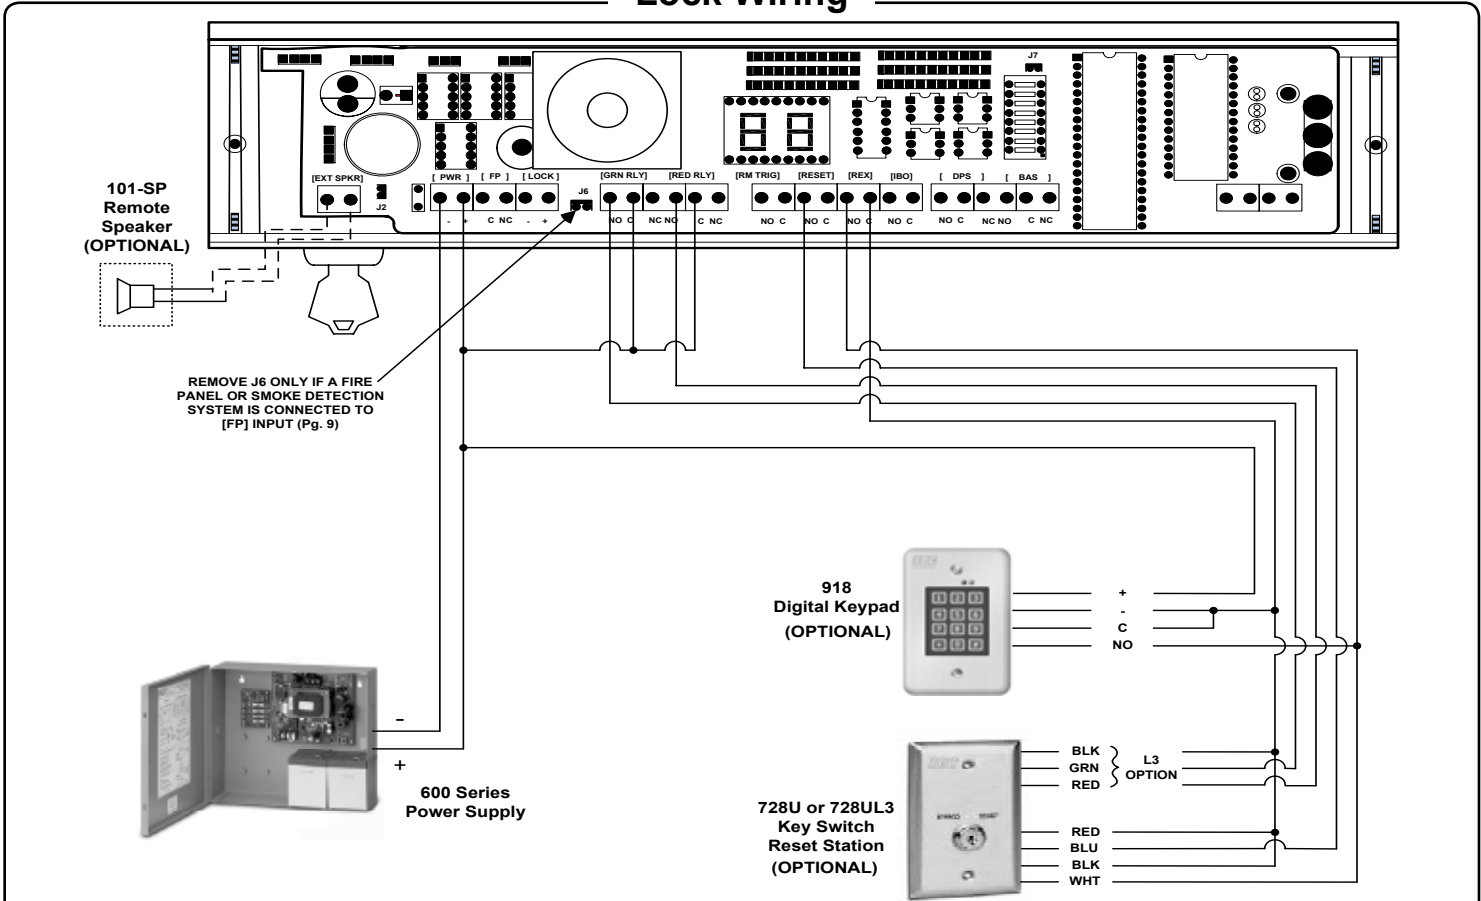 Lock Wiring
J7
[EXT SPKR]
[ PWR ] [ FP ] [ LOCK ] [GRN RLY] [RED RLY] [RM TRIG] [RESET] [REX] [IBO] [ DPS ] [ BAS ]
J2
J6
- + C NC - + NO C NC NO C NC NO C NO C NO C NO C NO C NC NO C NC
101-SP
Remote
Speaker
(OPTIONAL)
REMOVE J6 ONLY IF A FIRE
PANEL OR SMOKE DETECTION
SYSTEM IS CONNECTED TO
[FP] INPUT (Pg. 9)
918
Digital Keypad
(OPTIONAL)
+
-
C
NO
–
+
600 Series
Power Supply
728U or 728UL3
Key Switch
Reset Station
(OPTIONAL)
BLK
GRN
RED
L3
OPTION
RED
BLU
BLK
WHT